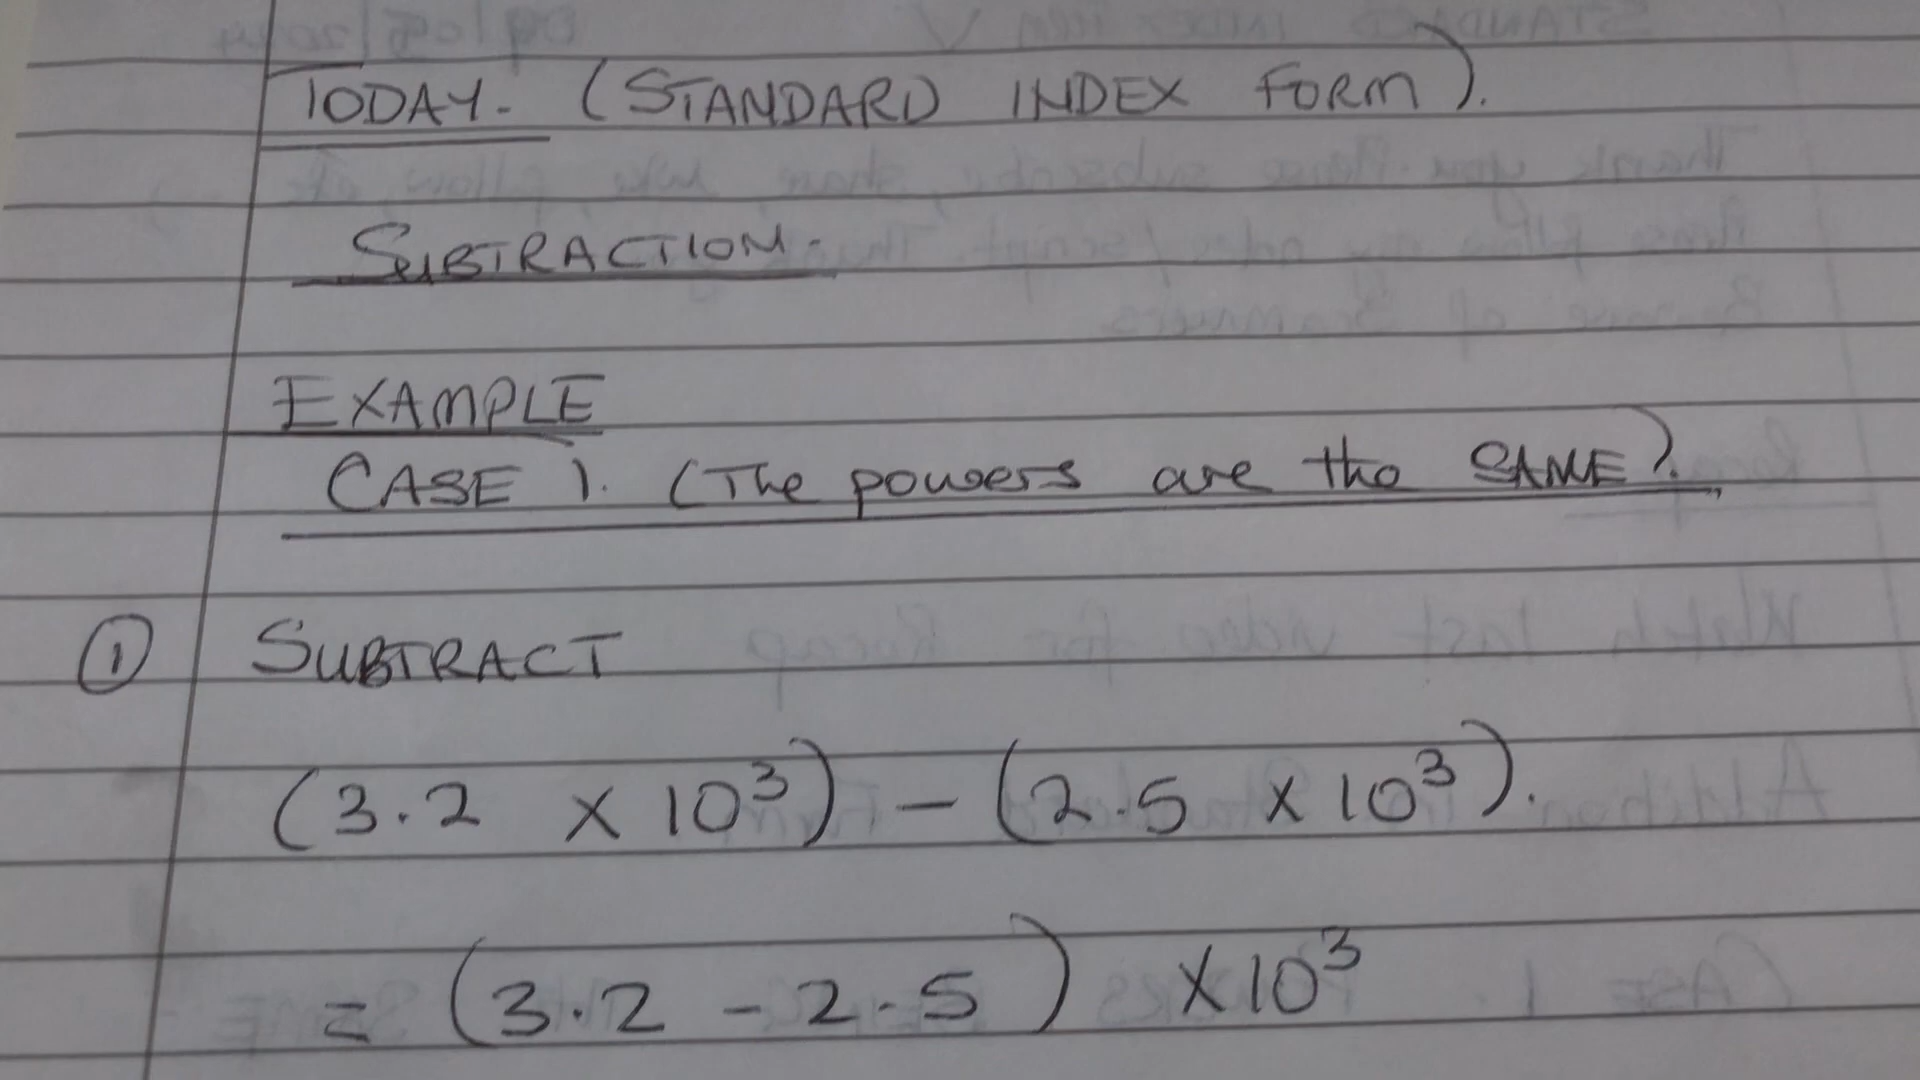 TODAY. (STANDARD INDEX FORM).
SUBTRACTION.
EXAMPLE
CASE 1. (The powers are the SAME).
① SUBTRACT
(3.2 × 10³) – (2.5 × 10³).
= (3.2 – 2.5) × 10³